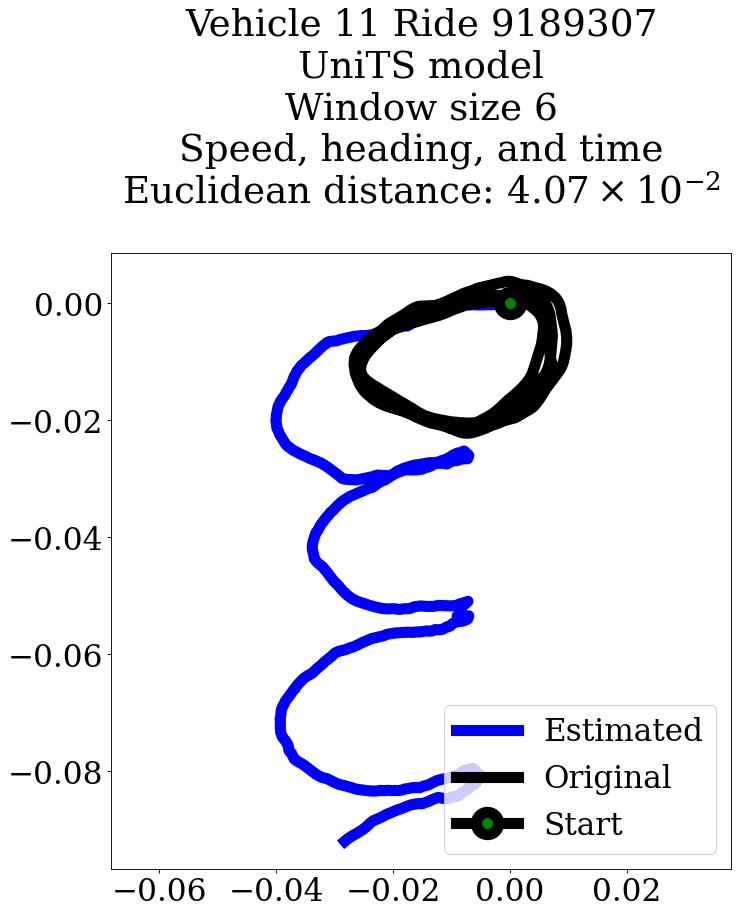 Vehicle 11 Ride 9189307
UniTS model
Window size 6
Speed, heading, and time
Euclidean distance: 4.07 × 10⁻²
0.00
−0.02
−0.04
−0.06
−0.08
−0.06 −0.04 −0.02 0.00 0.02
Estimated
Original
Start